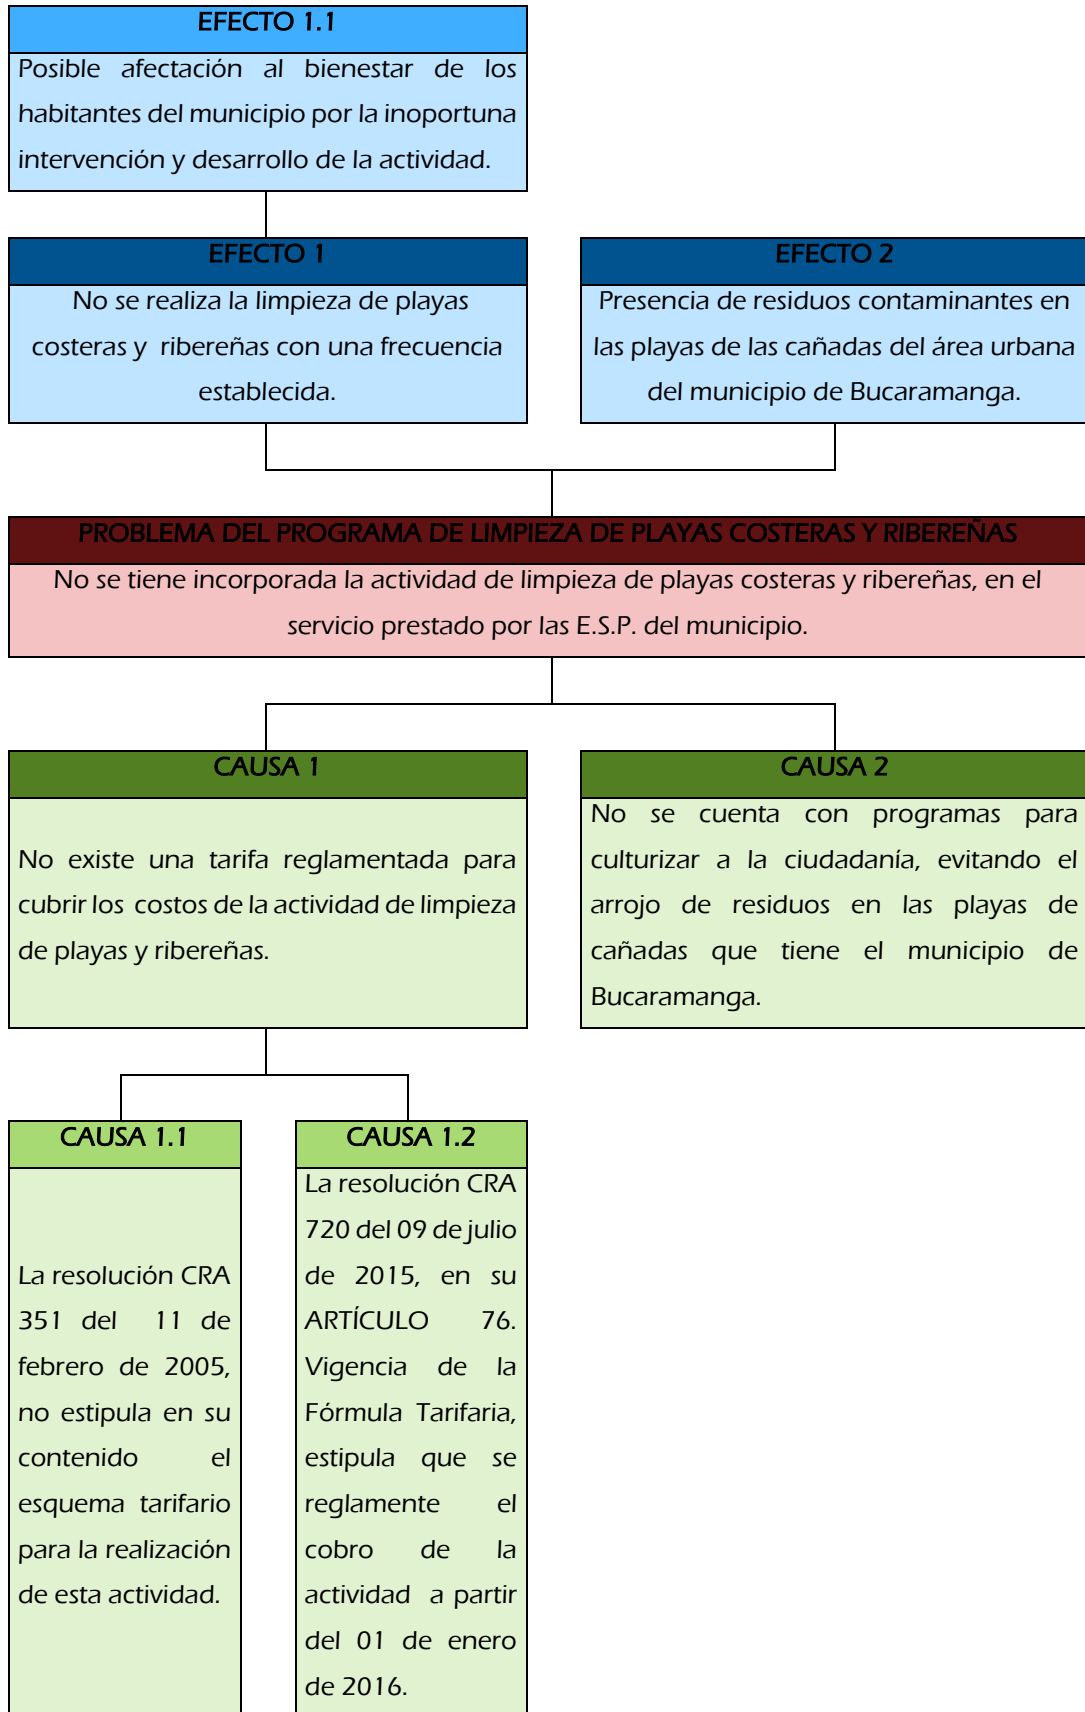 EFECTO 1.1
Posible afectación al bienestar de los
habitantes del municipio por la inoportuna
intervención y desarrollo de la actividad.
EFECTO 1
No se realiza la limpieza de playas
costeras y ribereñas con una frecuencia
establecida.
EFECTO 2
Presencia de residuos contaminantes en
las playas de las cañadas del área urbana
del municipio de Bucaramanga.
PROBLEMA DEL PROGRAMA DE LIMPIEZA DE PLAYAS COSTERAS Y RIBEREÑAS
No se tiene incorporada la actividad de limpieza de playas costeras y ribereñas, en el
servicio prestado por las E.S.P. del municipio.
CAUSA 1
No existe una tarifa reglamentada para
cubrir los costos de la actividad de limpieza
de playas y ribereñas.
CAUSA 2
No se cuenta con programas para
culturizar a la ciudadanía, evitando el
arrojo de residuos en las playas de
cañadas que tiene el municipio de
Bucaramanga.
CAUSA 1.1
La resolución CRA
351 del 11 de
febrero de 2005,
no estipula en su
contenido el
esquema tarifario
para la realización
de esta actividad.
CAUSA 1.2
La resolución CRA
720 del 09 de julio
de 2015, en su
ARTÍCULO 76.
Vigencia de la
Fórmula Tarifaria,
estipula que se
reglamente el
cobro de la
actividad a partir
del 01 de enero
de 2016.